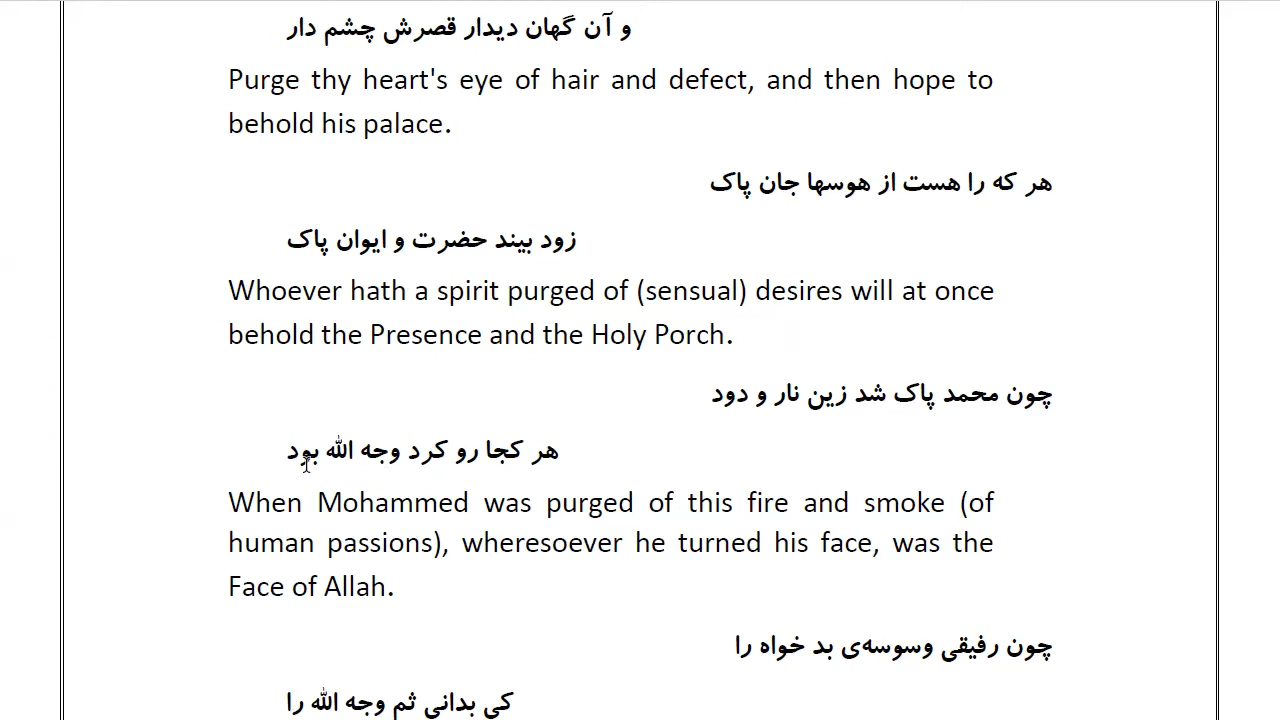 و آن گهان دیدار قصرش چشم دار
Purge thy heart's eye of hair and defect, and then hope to
behold his palace.
هر که را هست از هوسها جان پاک
زود بیند حضرت و ایوان پاک
Whoever hath a spirit purged of (sensual) desires will at once
behold the Presence and the Holy Porch.
چون محمد پاک شد زین نار و دود
هر کجا رو کرد وجه الله بود
When Mohammed was purged of this fire and smoke (of
human passions), wheresoever he turned his face, was the
Face of Allah.
چون رفیقی وسوسه‌ی بد خواه را
کی بدانی ثم وجه الله را